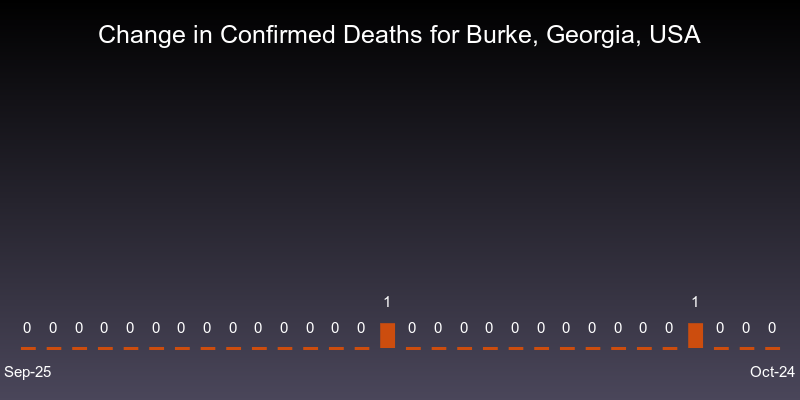 Change in Confirmed Deaths for Burke, Georgia, USA
1 1
0 0 0 0 0 0 0 0 0 0 0 0 0 0 0 0 0 0 0 0 0 0 0 0 0 0 0 0
Sep-25 Oct-24